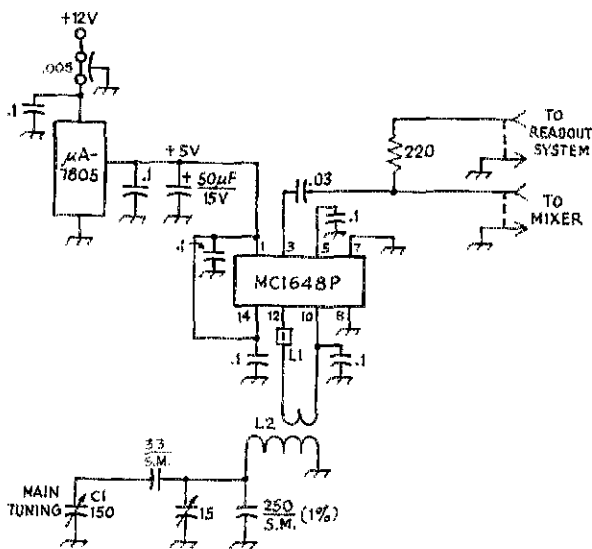 +12V
.005
.1
μA-
7805
+5V
.1
+ 50μF
15V
220
TO
READOUT
SYSTEM
.03
.1
TO
MIXER
.1
1
3
5
7
MC1648P
14
12
10
8
.1
L1
.1
L2
33
S.M.
MAIN
TUNING
C1
150
15
250
S.M. (1%)